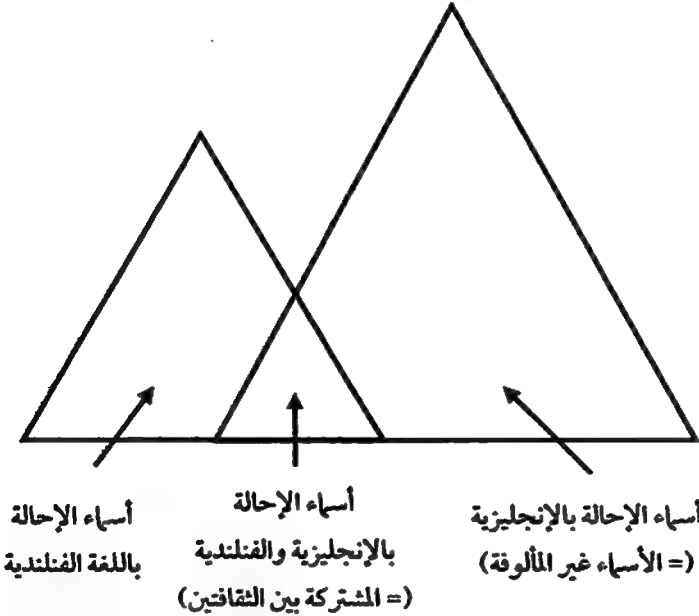 أسماء الإحالة بالإنجليزية
(= الأسماء غير المألوفة)
أسماء الإحالة
بالإنجليزية والفنلندية
(= المشتركة بين الثقافتين)
أسماء الإحالة
باللغة الفنلندية